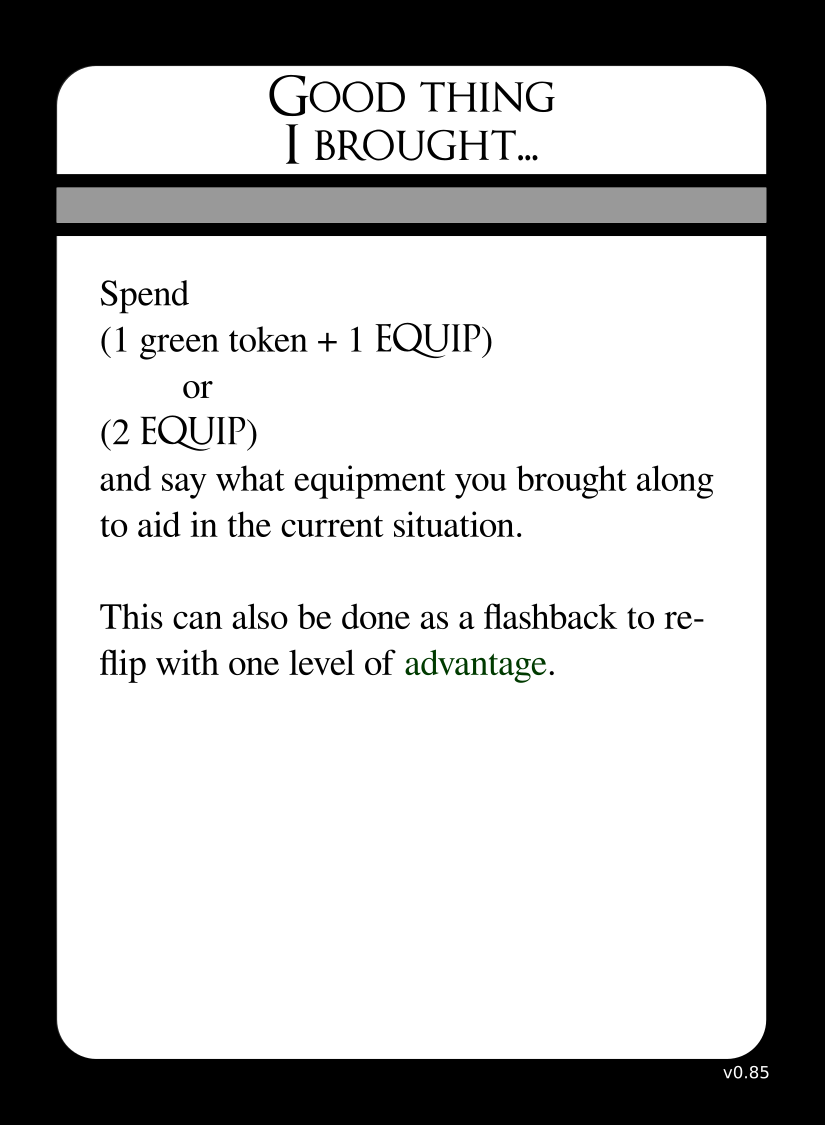 GOOD THING
I BROUGHT...
Spend
(1 green token + 1 EQUIP)
or
(2 EQUIP)
and say what equipment you brought along
to aid in the current situation.
This can also be done as a flashback to re-
flip with one level of advantage.
v0.85